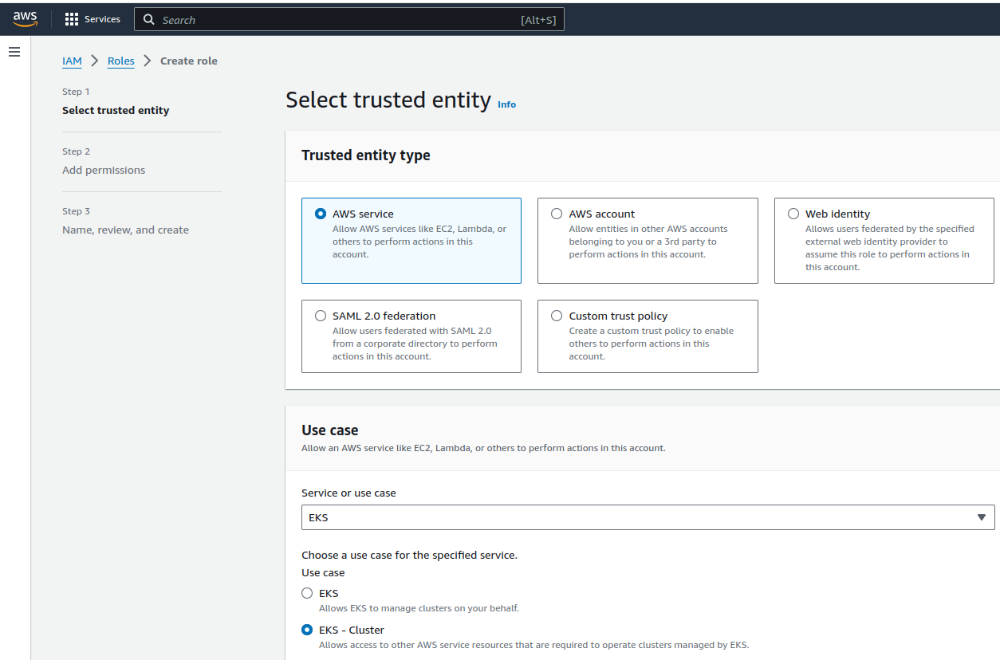 aws
Services
Search
[Alt+S]
IAM
Roles
Create role
Step 1
Select trusted entity
Step 2
Add permissions
Step 3
Name, review, and create
Select trusted entity Info
Trusted entity type
AWS service
Allow AWS services like EC2, Lambda, or
others to perform actions in this
account.
AWS account
Allow entities in other AWS accounts
belonging to you or a 3rd party to
perform actions in this account.
Web identity
Allows users federated by the specified
external web identity provider to
assume this role to perform actions in
this account.
SAML 2.0 federation
Allow users federated with SAML 2.0
from a corporate directory to perform
actions in this account.
Custom trust policy
Create a custom trust policy to enable
others to perform actions in this
account.
Use case
Allow an AWS service like EC2, Lambda, or others to perform actions in this account.
Service or use case
EKS
Choose a use case for the specified service.
Use case
EKS
Allows EKS to manage clusters on your behalf.
EKS - Cluster
Allows access to other AWS service resources that are required to operate clusters managed by EKS.